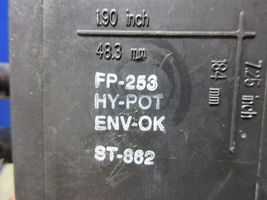 1.90 inch
48.3 mm
FP-253
HY-POT
ENV-OK
ST-862
7.25 inch
184 mm